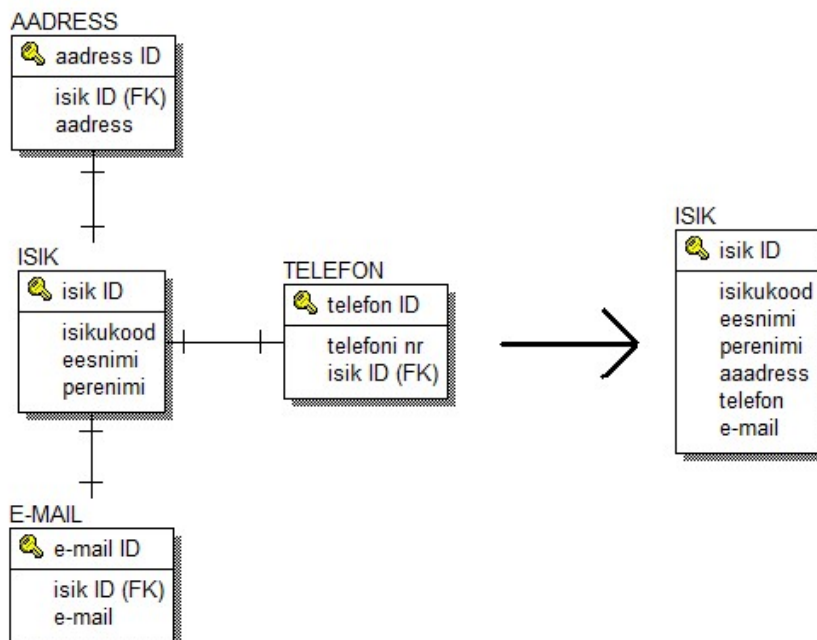 AADRESS
aadress ID
isik ID (FK)
aadress
ISIK
isik ID
isikukood
eesnimi
perenimi
TELEFON
telefon ID
telefoni nr
isik ID (FK)
E-MAIL
e-mail ID
isik ID (FK)
e-mail
ISIK
isik ID
isikukood
eesnimi
perenimi
aaadress
telefon
e-mail